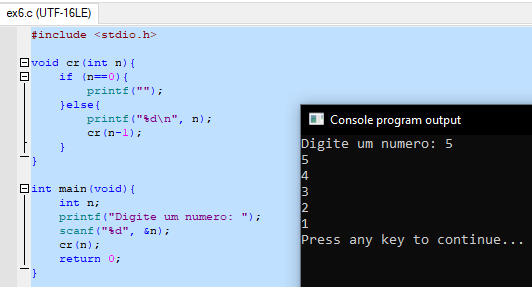 ex6.c (UTF-16LE)
#include <stdio.h>
void cr(int n){
if (n==0){
printf("");
}else{
printf("%d\n", n);
cr(n-1);
}
}
int main(void){
int n;
printf("Digite um numero: ");
scanf("%d", &n);
cr(n);
return 0;
}
Console program output
Digite um numero: 5
5
4
3
2
1
Press any key to continue...